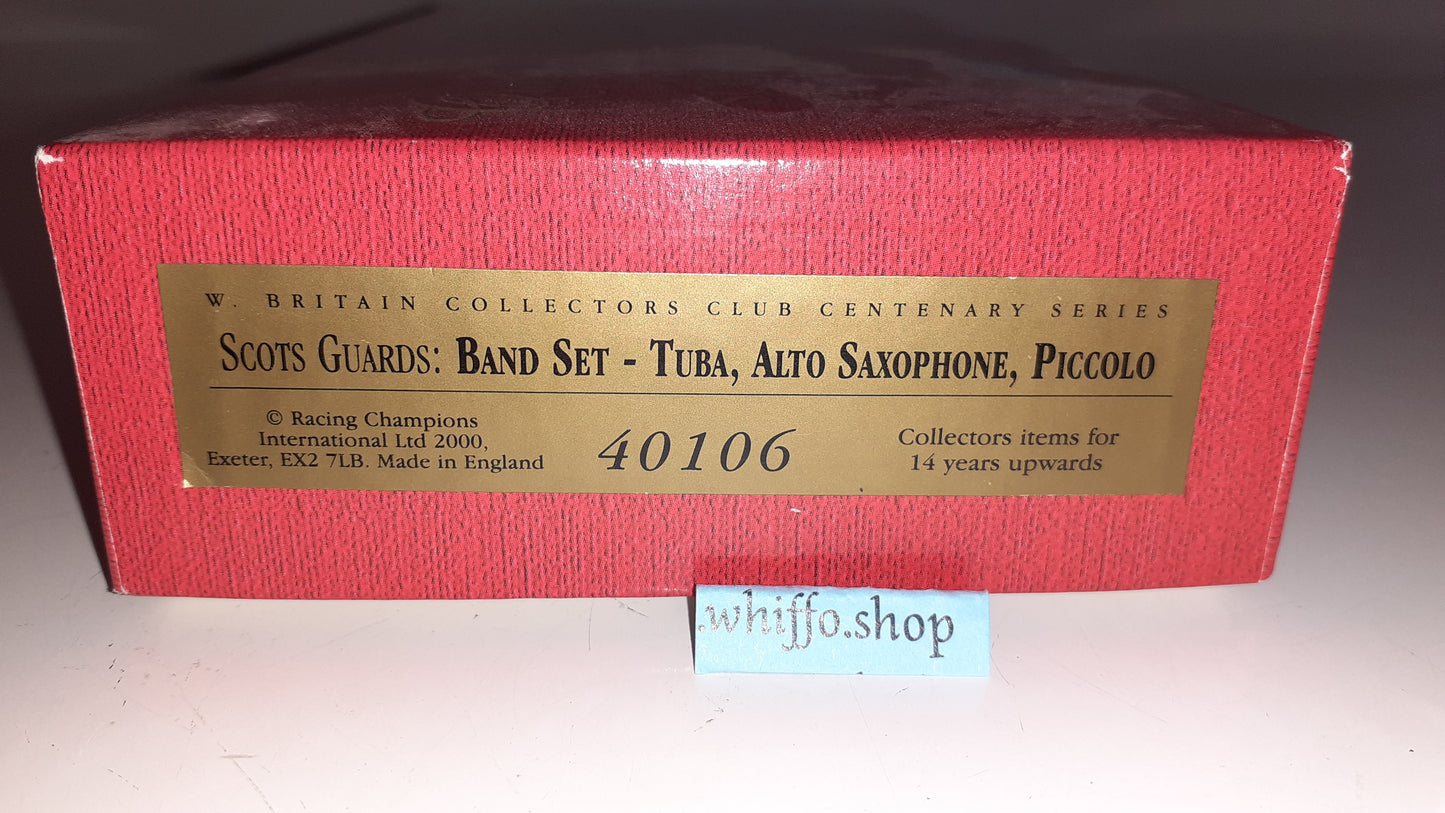 W. BRITAIN COLLECTORS CLUB CENTENARY SERIES
SCOTS GUARDS: BAND SET - TUBA, ALTO SAXOPHONE, PICCOLO
© Racing Champions
International Ltd 2000,
Exeter, EX2 7LB. Made in England
40106
Collectors items for
14 years upwards
.whiffo.shop